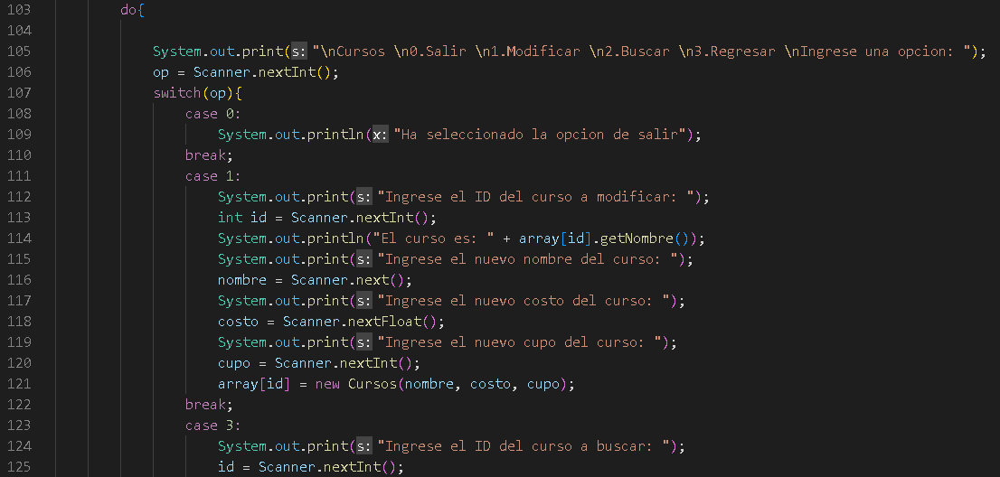 103 do{
104
105 System.out.print(s: "\nCursos \n0.Salir \n1.Modificar \n2.Buscar \n3.Regresar \nIngrese una opcion: ");
106 op = Scanner.nextInt();
107 switch(op){
108 case 0:
109 System.out.println(x: "Ha seleccionado la opcion de salir");
110 break;
111 case 1:
112 System.out.print(s: "Ingrese el ID del curso a modificar: ");
113 int id = Scanner.nextInt();
114 System.out.println("El curso es: " + array[id].getNombre());
115 System.out.print(s: "Ingrese el nuevo nombre del curso: ");
116 nombre = Scanner.next();
117 System.out.print(s: "Ingrese el nuevo costo del curso: ");
118 costo = Scanner.nextFloat();
119 System.out.print(s: "Ingrese el nuevo cupo del curso: ");
120 cupo = Scanner.nextInt();
121 array[id] = new Cursos(nombre, costo, cupo);
122 break;
123 case 3:
124 System.out.print(s: "Ingrese el ID del curso a buscar: ");
125 id = Scanner.nextInt();